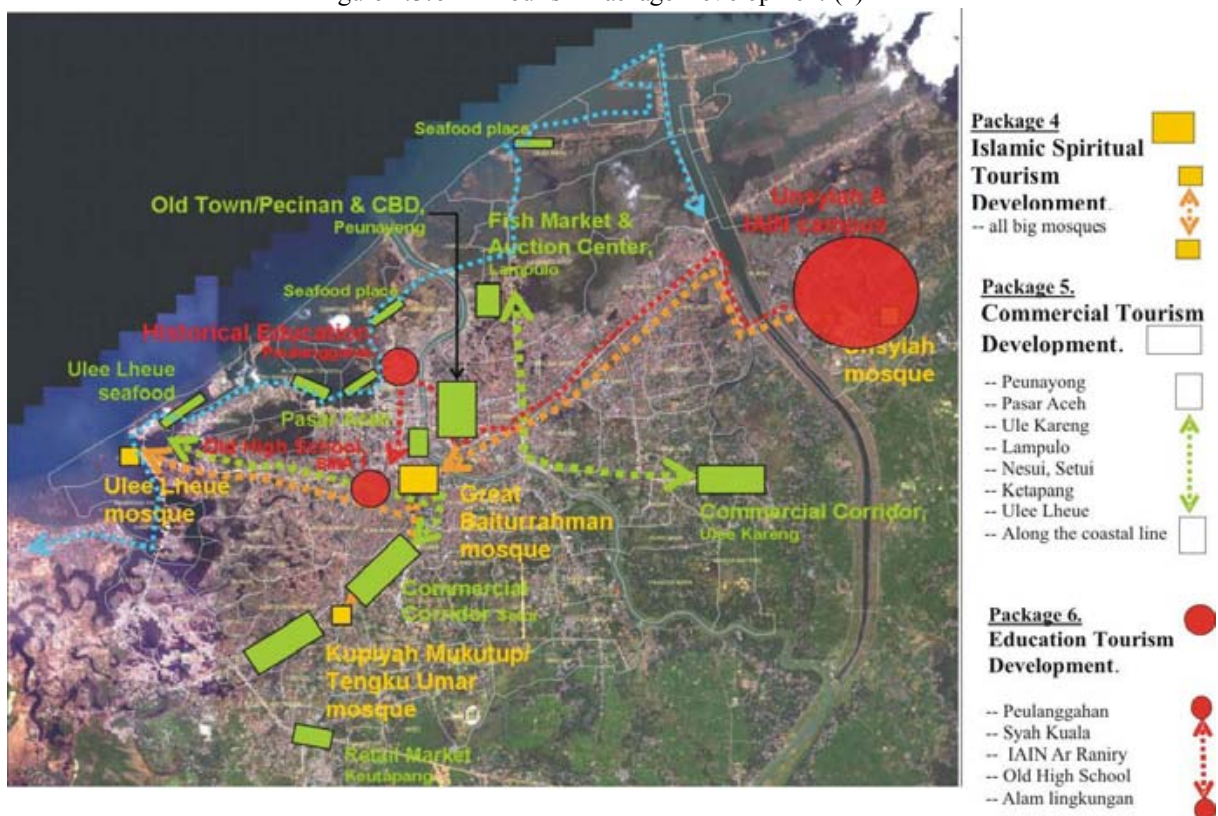 Seafood place
Old Town/Pecinan & CBD,
Peunayong
Fish Market &
Auction Center,
Lampulo
Unsyiah &
IAIN campus
Seafood place
Historical Education
Peulanggahan
Unsyiah
mosque
Ulee Lheue
seafood
Pasar Aceh
Old High School,
SMA 1
Ulee Lheue
mosque
Great
Baiturrahman
mosque
Commercial Corridor,
Ulee Kareng
Commercial
Corridor
Kupiyah Mukutup/
Tengku Umar
mosque
Retail Market
Keutapang
Package 4
Islamic Spiritual
Tourism
Development.
-- all big mosques
Package 5.
Commercial Tourism
Development.
-- Peunayong
-- Pasar Aceh
-- Ule Kareng
-- Lampulo
-- Nesui, Setui
-- Ketapang
-- Ulee Lheue
-- Along the coastal line
Package 6.
Education Tourism
Development.
-- Peulanggahan
-- Syah Kuala
-- IAIN Ar Raniry
-- Old High School
-- Alam lingkungan